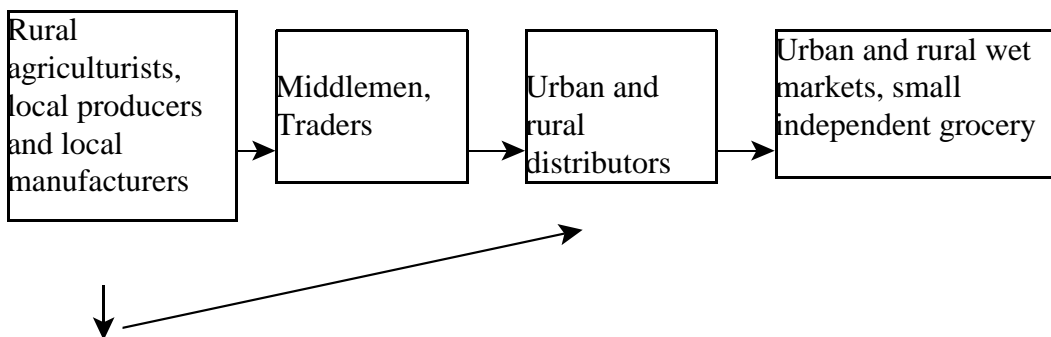 Rural
agriculturists,
local producers
and local
manufacturers
Middlemen,
Traders
Urban and
rural
distributors
Urban and rural wet
markets, small
independent grocery